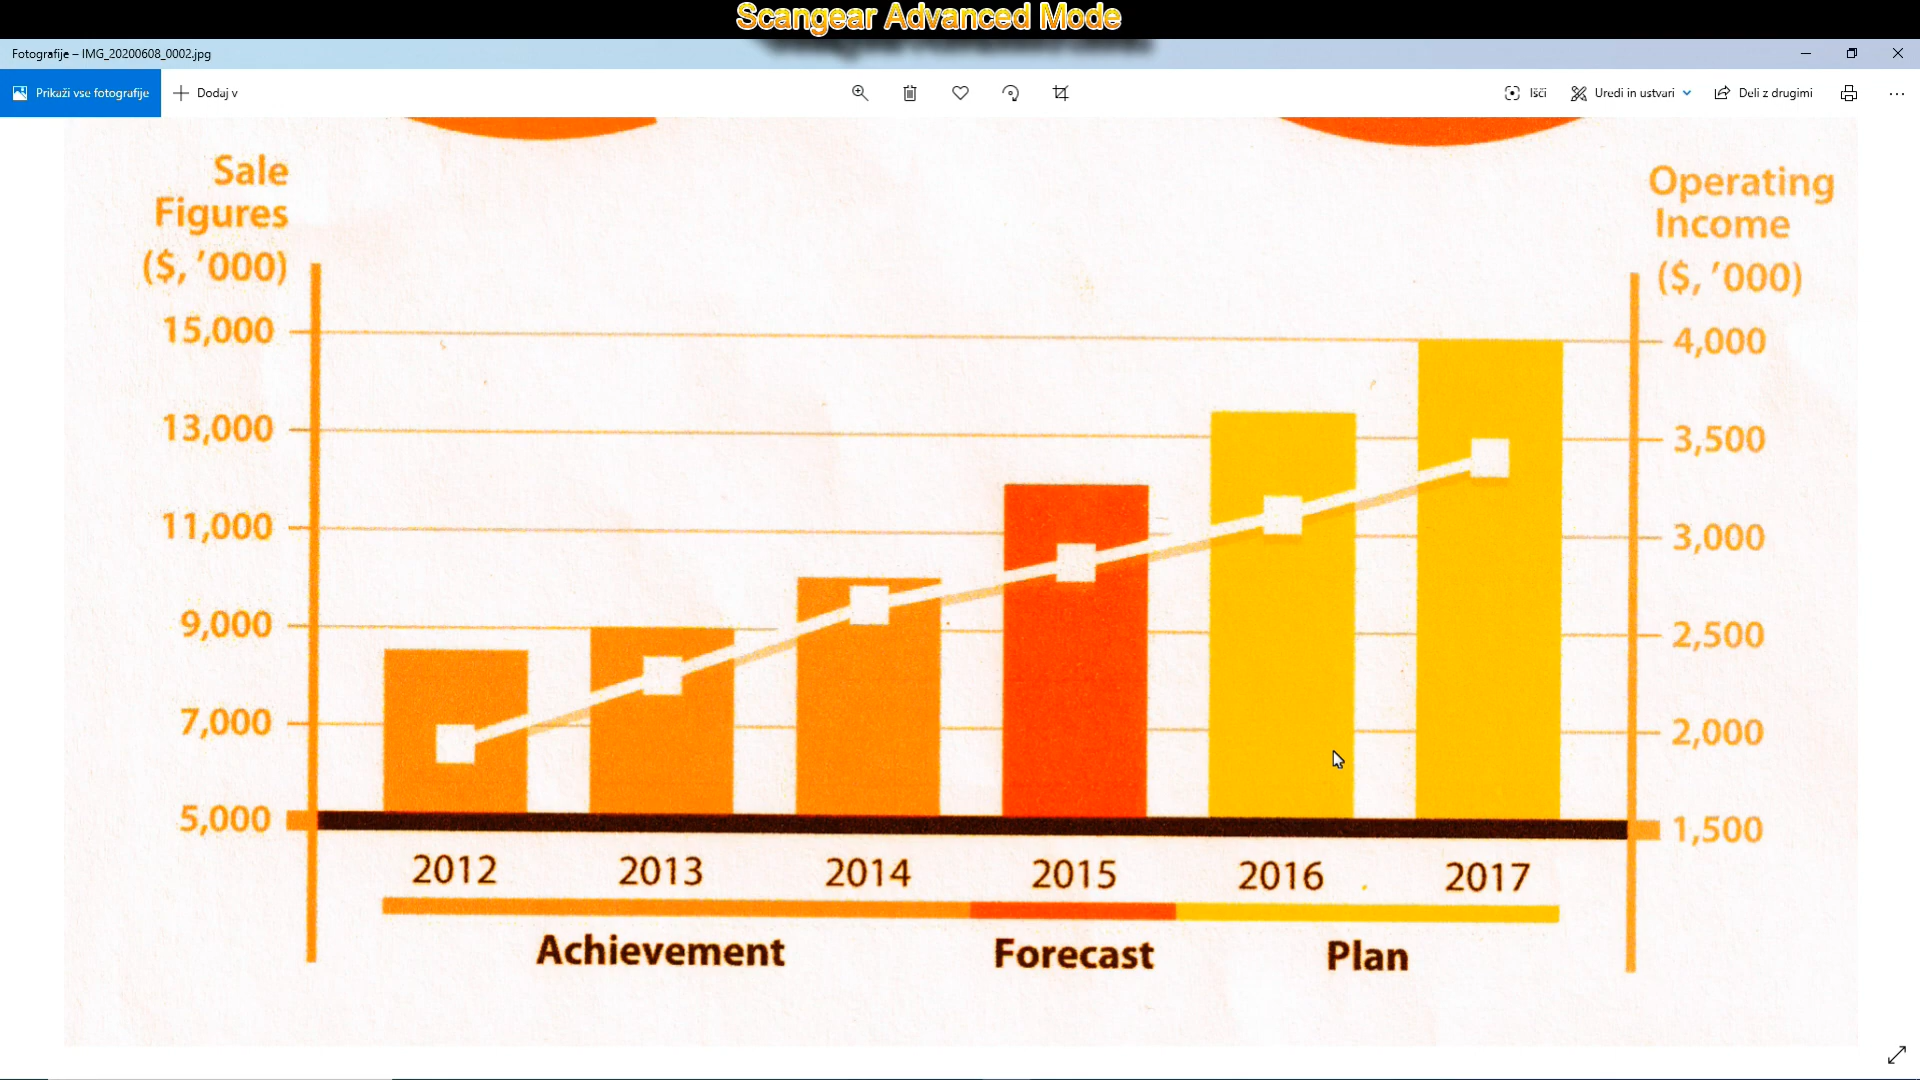 Scangear Advanced Mode
Fotografije – IMG_20200608_0002.jpg
Prikaži vse fotografije
Dodaj v
Išči
Uredi in ustvari
Deli z drugimi
Sale
Figures
($, ’000)
Operating
Income
($, ’000)
15,000
4,000
13,000
3,500
11,000
3,000
9,000
2,500
7,000
2,000
5,000
1,500
2012 2013 2014 2015 2016 2017
Achievement Forecast Plan